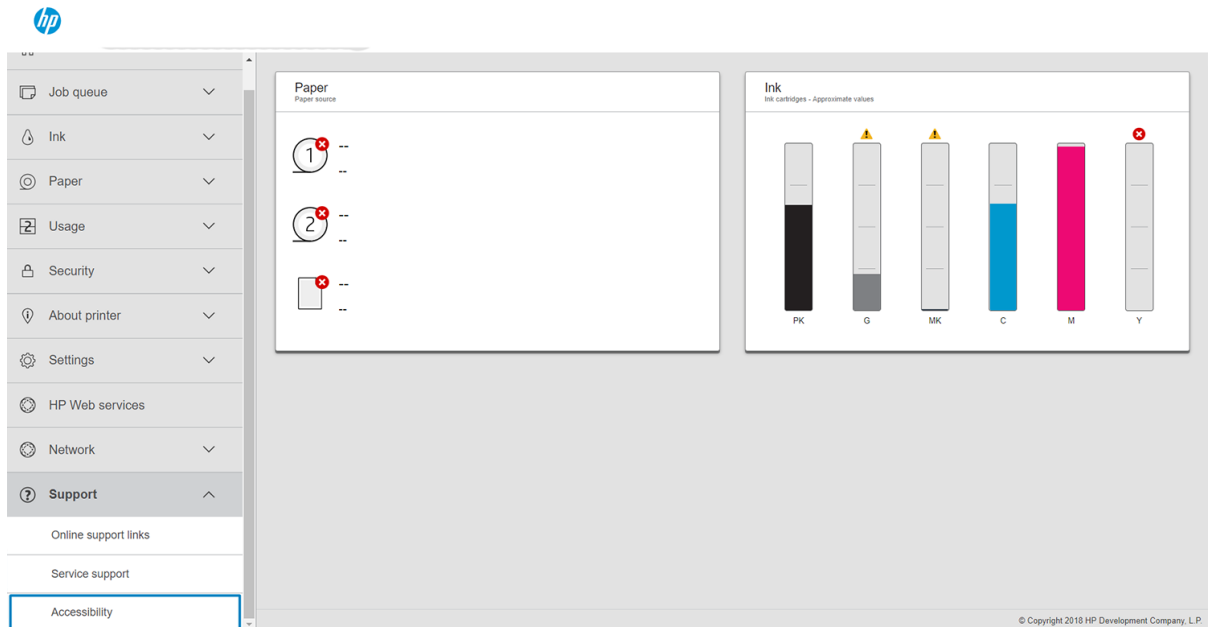 hp
Job queue
Ink
Paper
2 Usage
Security
About printer
Settings
HP Web services
Network
? Support
Online support links
Service support
Accessibility
Paper
Paper source
1 --
--
2 --
--
--
--
Ink
Ink cartridges - Approximate values
PK G MK C M Y
© Copyright 2018 HP Development Company, L.P.